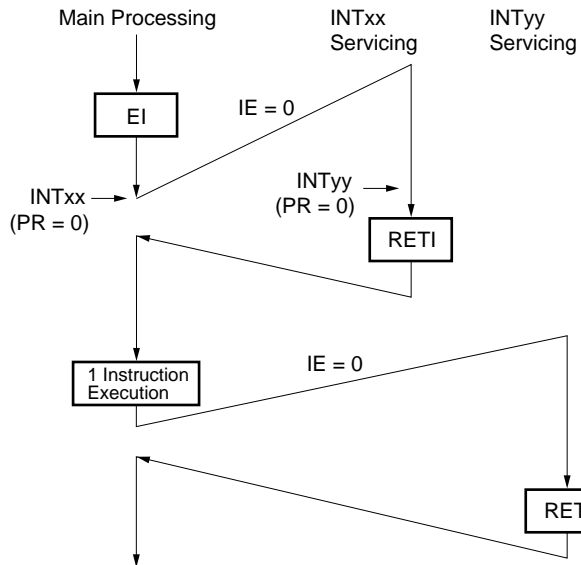 Main Processing
INTxx
Servicing
INTyy
Servicing
EI
IE = 0
INTxx
(PR = 0)
INTyy
(PR = 0)
RETI
1 Instruction
Execution
IE = 0
RET